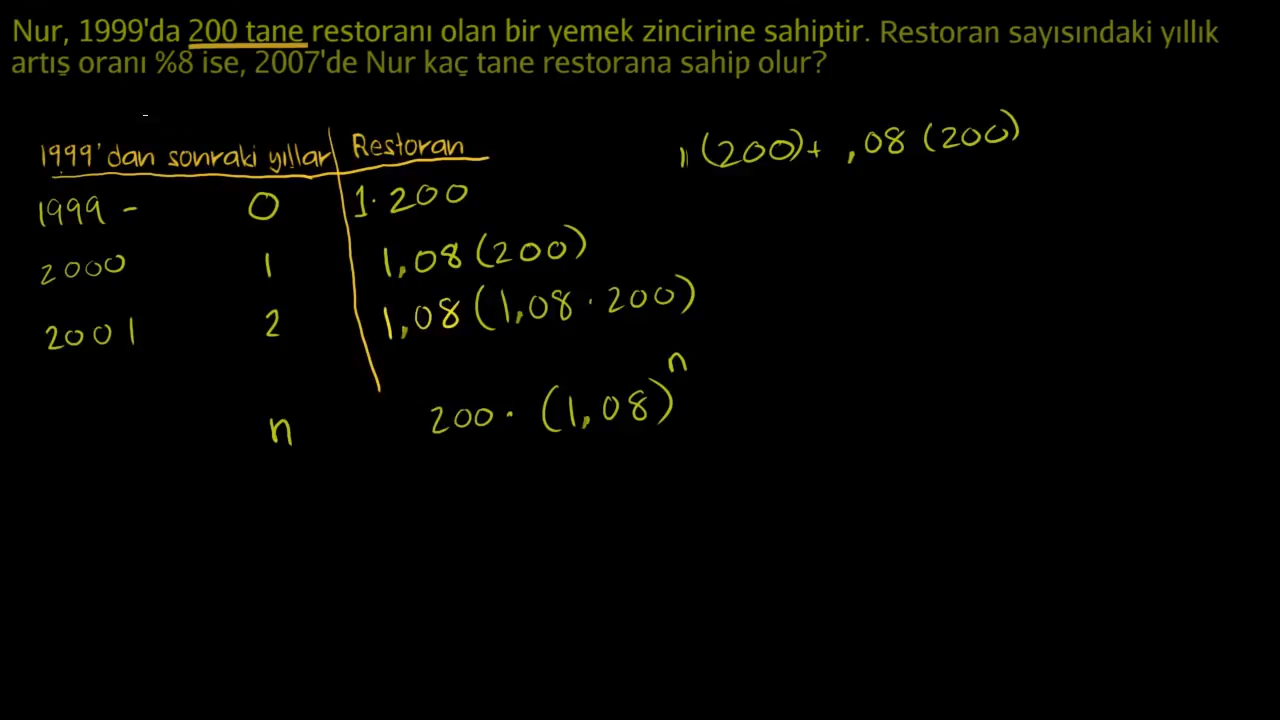 Nur, 1999'da 200 tane restoranı olan bir yemek zincirine sahiptir. Restoran sayısındaki yıllık
artış oranı %8 ise, 2007'de Nur kaç tane restorana sahip olur?
1(200)+ ,08(200)
1999'dan sonraki yıllar Restoran
1999 - 0 1·200
2000 1 1,08(200)
2001 2 1,08(1,08·200)
n 200·(1,08)^n